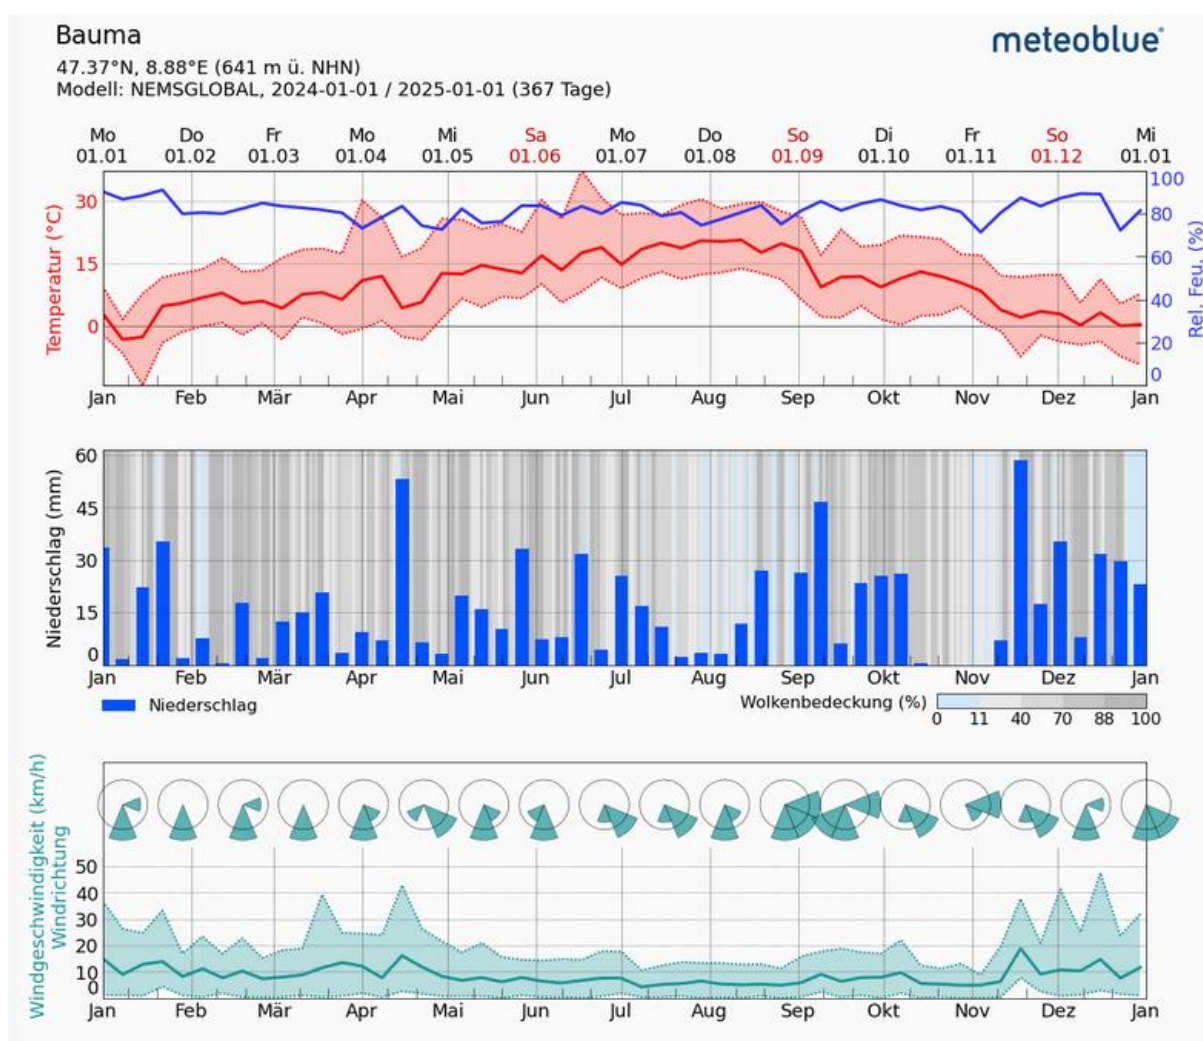 Bauma
meteoblue
47.37°N, 8.88°E (641 m ü. NHN)
Modell: NEMSGLOBAL, 2024-01-01 / 2025-01-01 (367 Tage)
Mo Do Fr Mo Mi Sa Mo Do So Di Fr So Mi
01.01 01.02 01.03 01.04 01.05 01.06 01.07 01.08 01.09 01.10 01.11 01.12 01.01
Temperatur (°C)
30
15
0
Rel. Feu. (%)
100
80
60
40
20
0
Jan Feb Mär Apr Mai Jun Jul Aug Sep Okt Nov Dez Jan
Niederschlag (mm)
60
45
30
15
0
Jan Feb Mär Apr Mai Jun Jul Aug Sep Okt Nov Dez Jan
Niederschlag
Wolkenbedeckung (%)
0 11 40 70 88 100
Windgeschwindigkeit (km/h)
Windrichtung
50
40
30
20
10
0
Jan Feb Mär Apr Mai Jun Jul Aug Sep Okt Nov Dez Jan